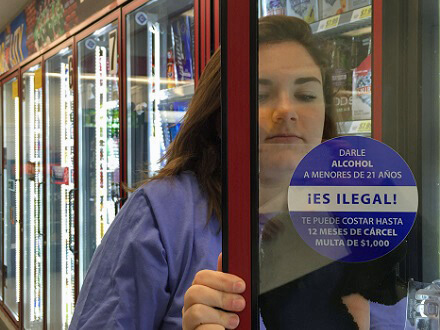 DARLE
ALCOHOL
A MENORES DE 21 AÑOS
¡ES ILEGAL!
TE PUEDE COSTAR HASTA
12 MESES DE CÁRCEL
MULTA DE $1,000